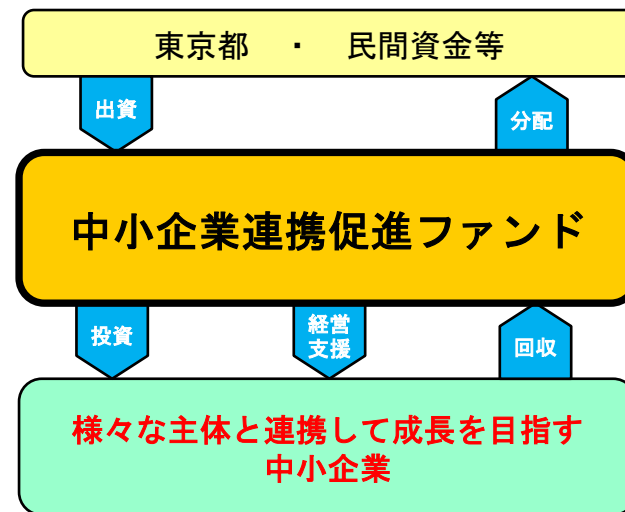 東京都　・　民間資金等
出資
分配
中小企業連携促進ファンド
投資
経営
支援
回収
様々な主体と連携して成長を目指す
中小企業